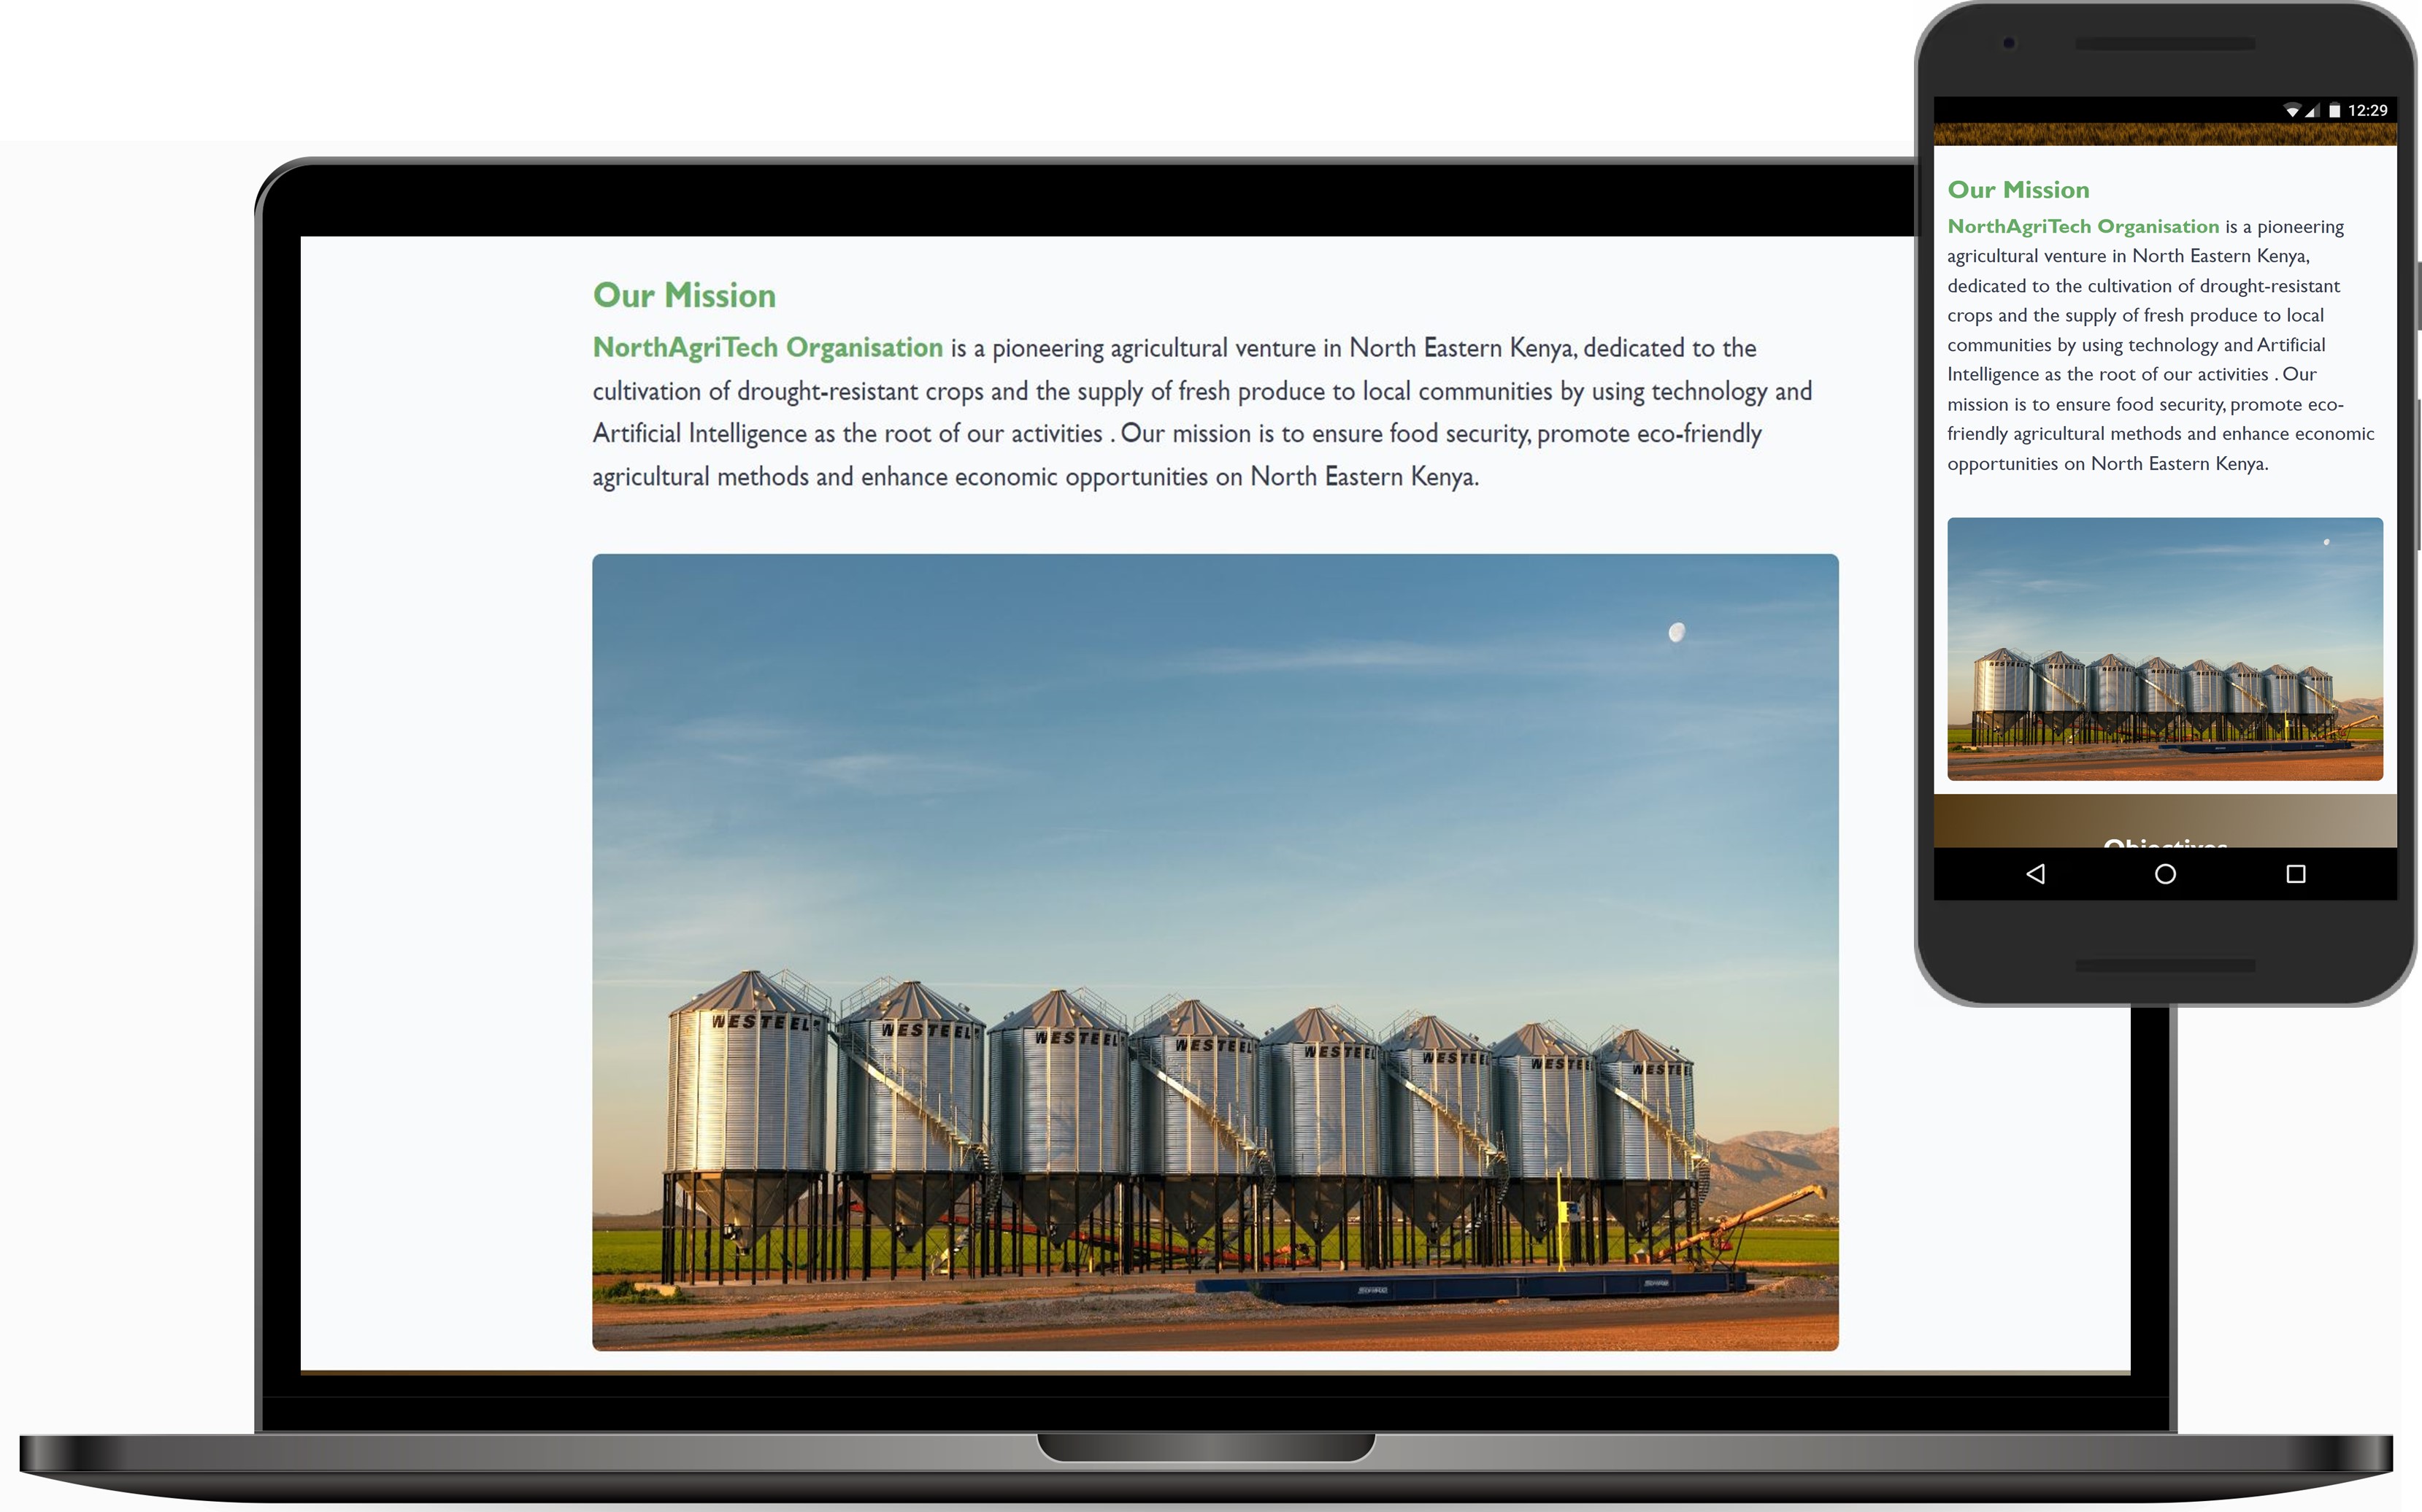 Our Mission
NorthAgriTech Organisation is a pioneering agricultural venture in North Eastern Kenya, dedicated to the
cultivation of drought-resistant crops and the supply of fresh produce to local communities by using technology and
Artificial Intelligence as the root of our activities . Our mission is to ensure food security, promote eco-friendly
agricultural methods and enhance economic opportunities on North Eastern Kenya.
WESTEEL WESTEEL WESTEEL WESTEEL WESTEEL WESTEEL WESTEEL WESTEEL
12:29
Our Mission
NorthAgriTech Organisation is a pioneering
agricultural venture in North Eastern Kenya,
dedicated to the cultivation of drought-resistant
crops and the supply of fresh produce to local
communities by using technology and Artificial
Intelligence as the root of our activities . Our
mission is to ensure food security, promote eco-
friendly agricultural methods and enhance economic
opportunities on North Eastern Kenya.
Objectives